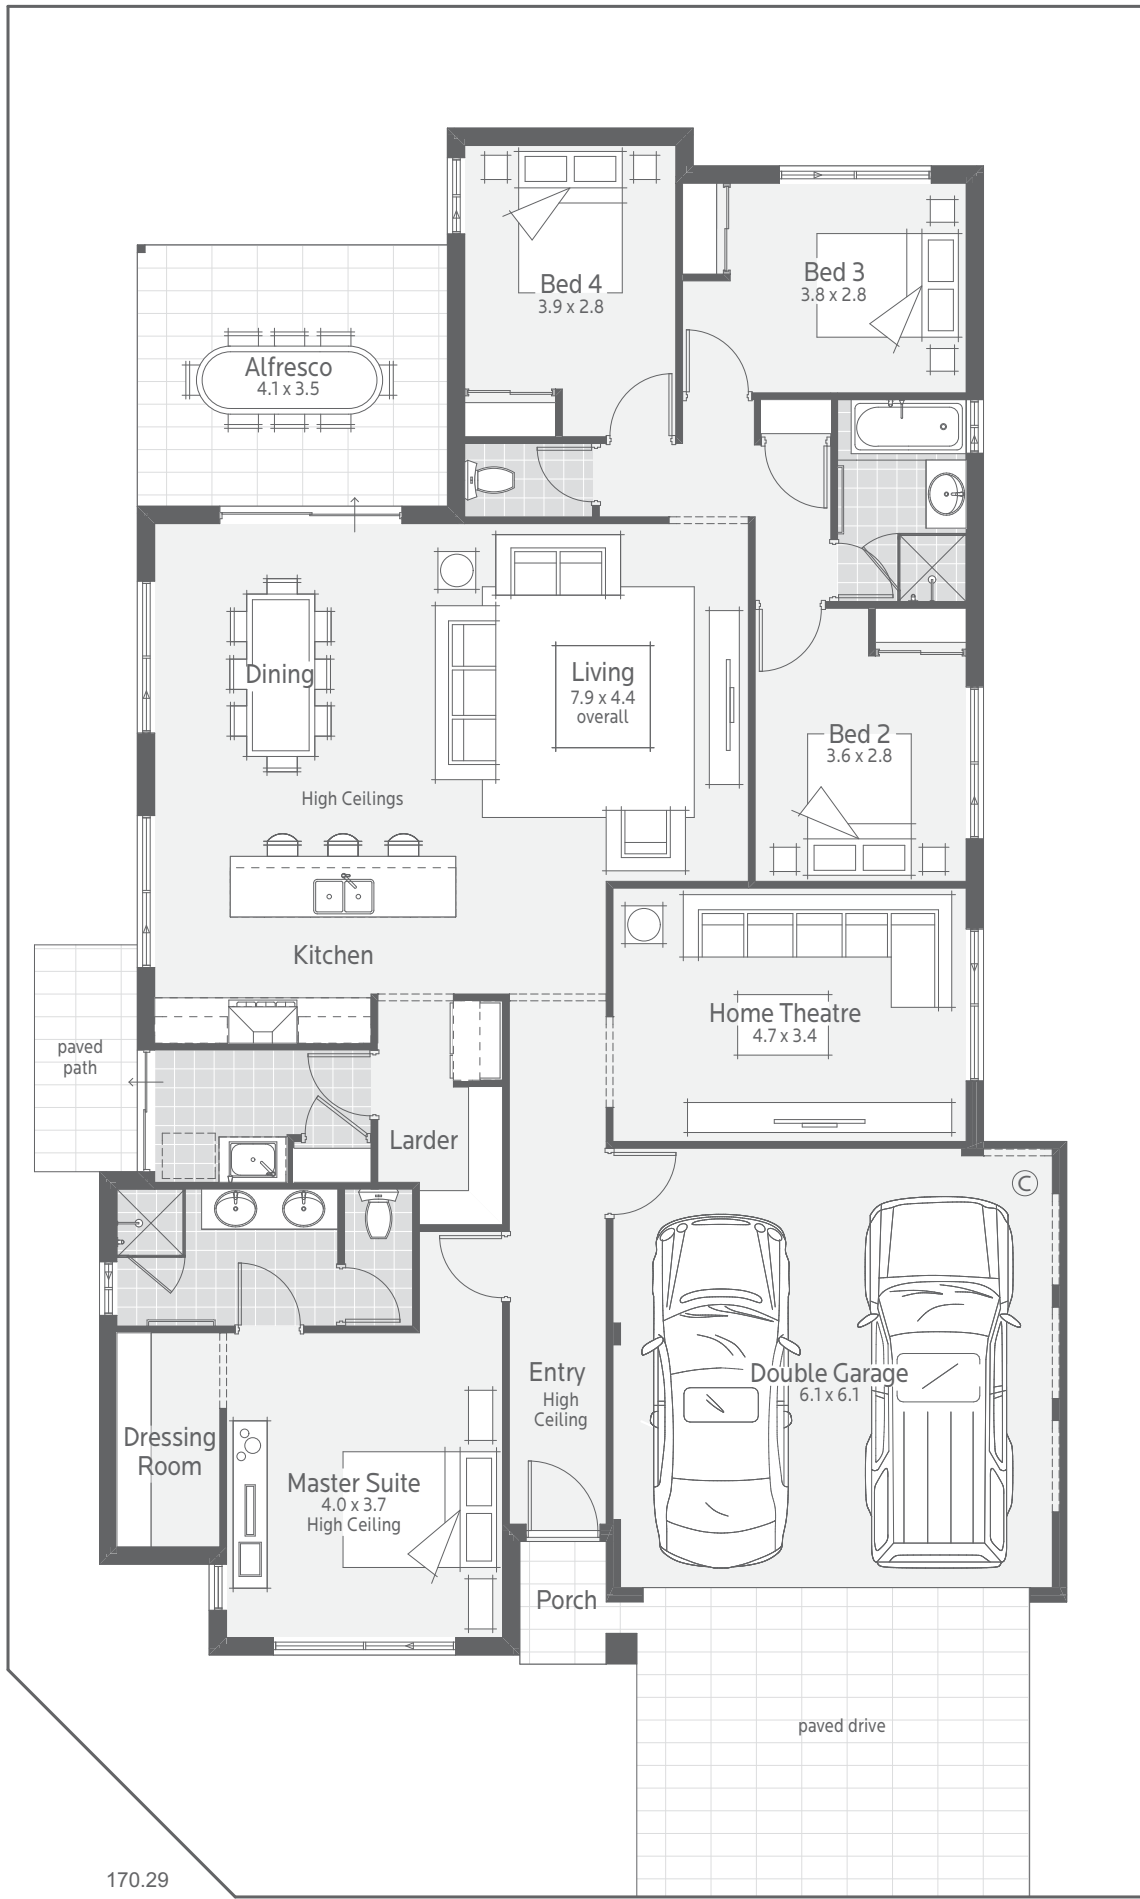 Bed 4
3.9 x 2.8
Bed 3
3.8 x 2.8
Alfresco
4.1 x 3.5
Dining
Living
7.9 x 4.4
overall
Bed 2
3.6 x 2.8
High Ceilings
Kitchen
Home Theatre
4.7 x 3.4
paved
path
Larder
C
Entry
High
Ceiling
Double Garage
6.1 x 6.1
Dressing
Room
Master Suite
4.0 x 3.7
High Ceiling
Porch
paved drive
170.29